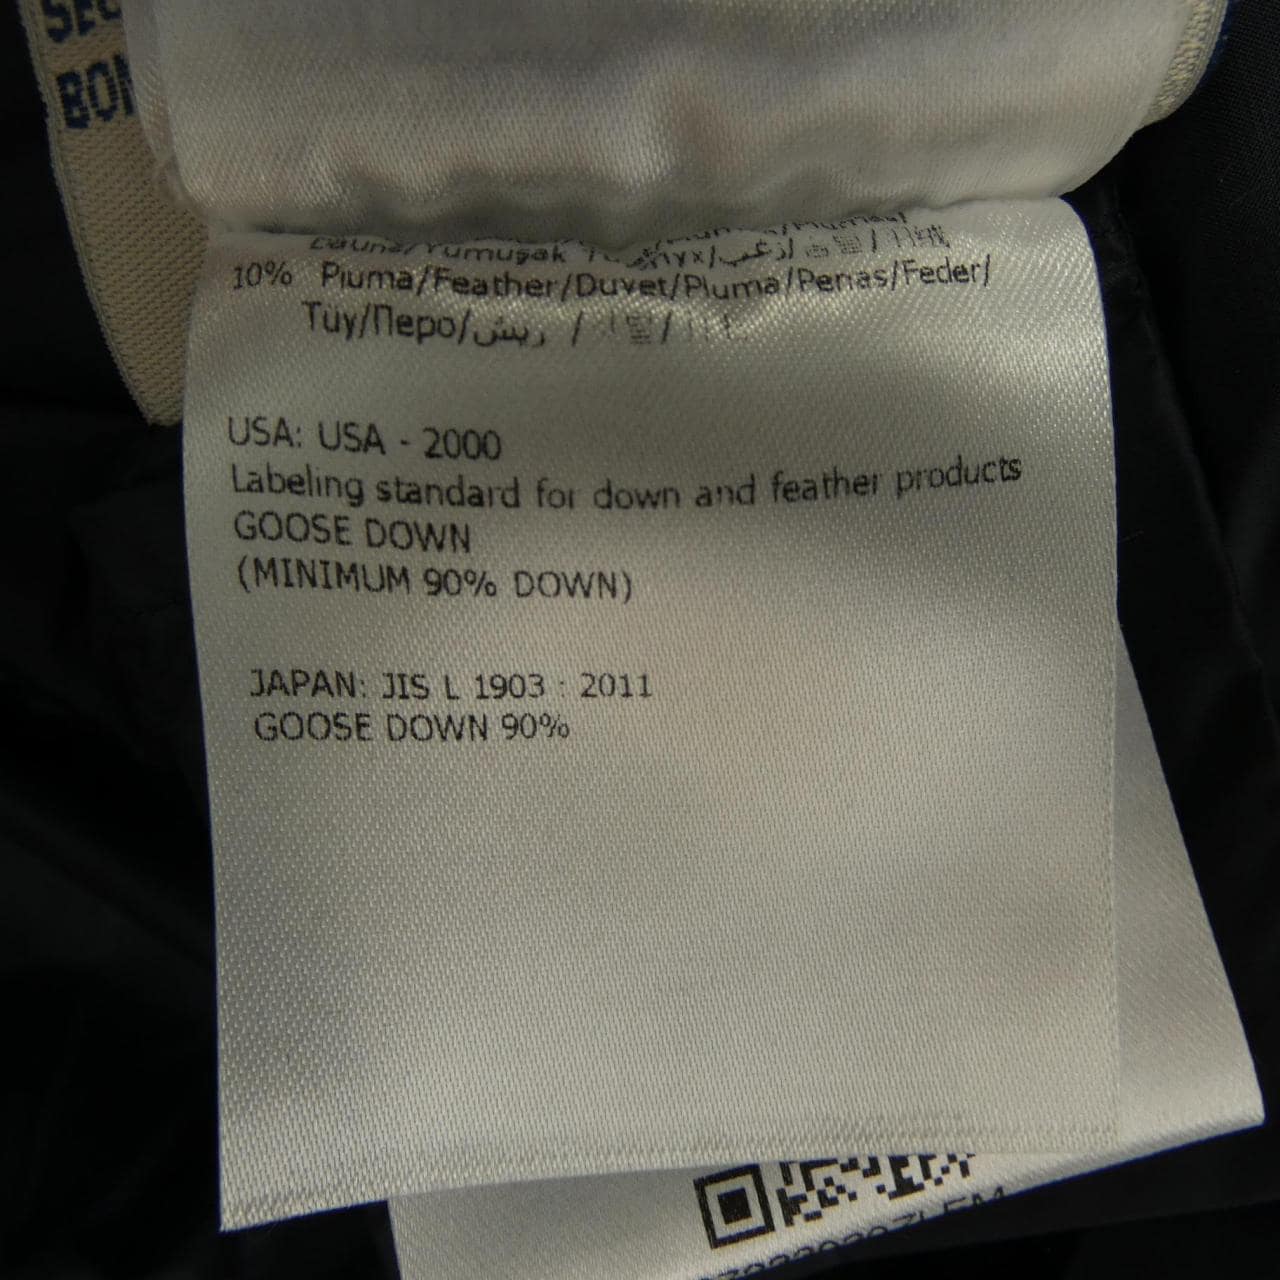 BON
10% Piuma/Feather/Duvet/Pluma/Penas/Feder/
Tüy/Перо/ريش /
USA: USA - 2000
Labeling standard for down and feather products
GOOSE DOWN
(MINIMUM 90% DOWN)
JAPAN: JIS L 1903 : 2011
GOOSE DOWN 90%